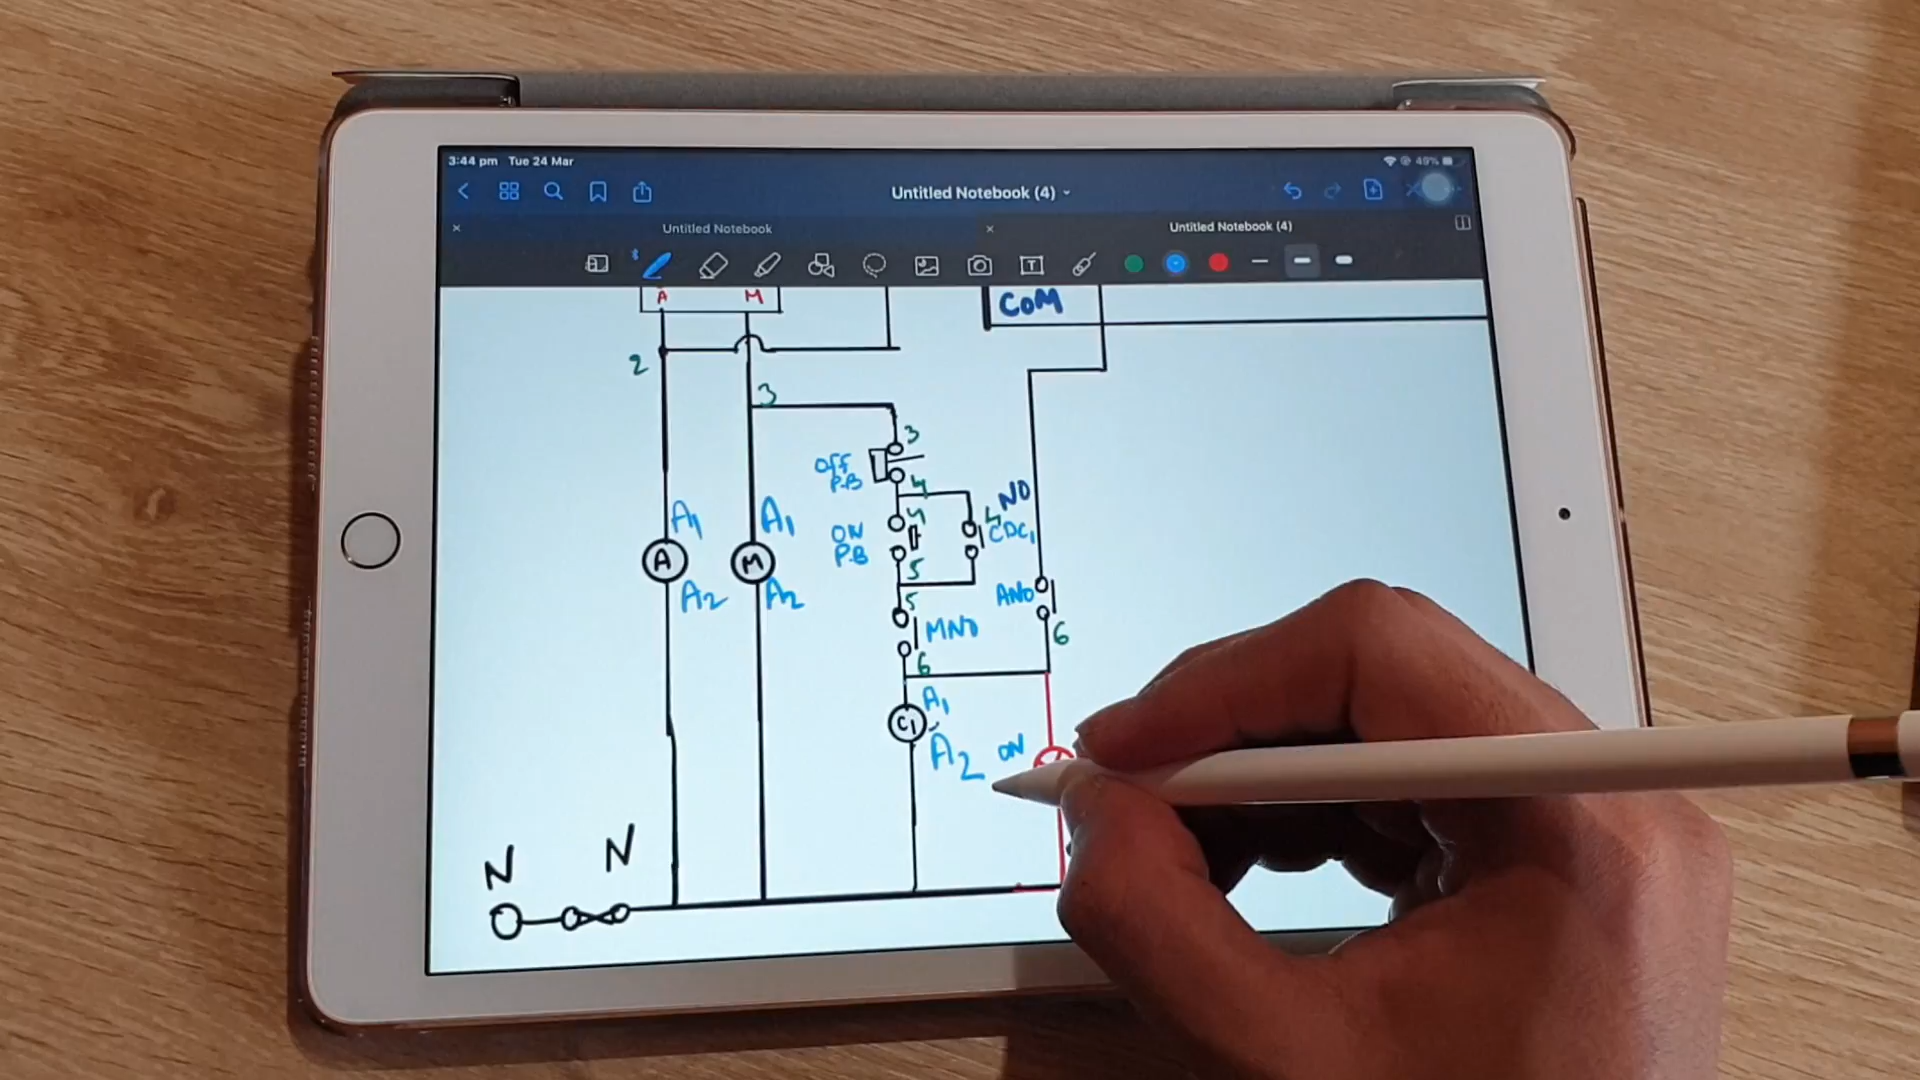 3:44 pm Tue 24 Mar
49%
Untitled Notebook (4)
Untitled Notebook
Untitled Notebook (4)
T
A
M
COM
2
3
3
OFF
P.B
4
4
NO
4
CDC1
ON
P.B
5
5
A1
A1
A
M
A2
A2
ANO
6
MNO
6
A1
C1
A2
ON
N
N